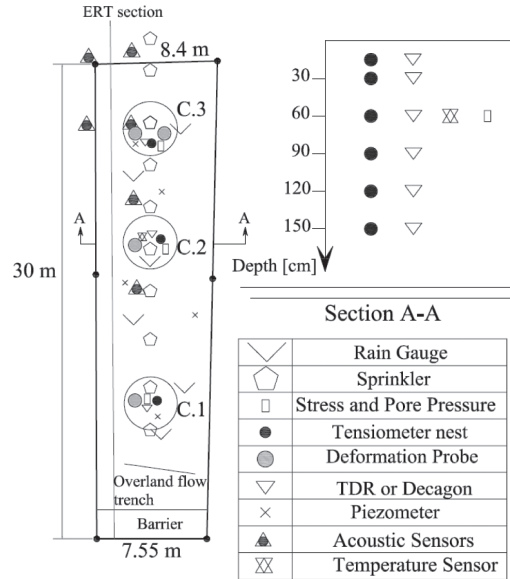 ERT section
8.4 m
C.3
A
A
C.2
30 m
C.1
Overland flow
trench
Barrier
7.55 m
30
60
90
120
150
Depth [cm]
Section A-A
Rain Gauge
Sprinkler
Stress and Pore Pressure
Tensiometer nest
Deformation Probe
TDR or Decagon
Piezometer
Acoustic Sensors
Temperature Sensor